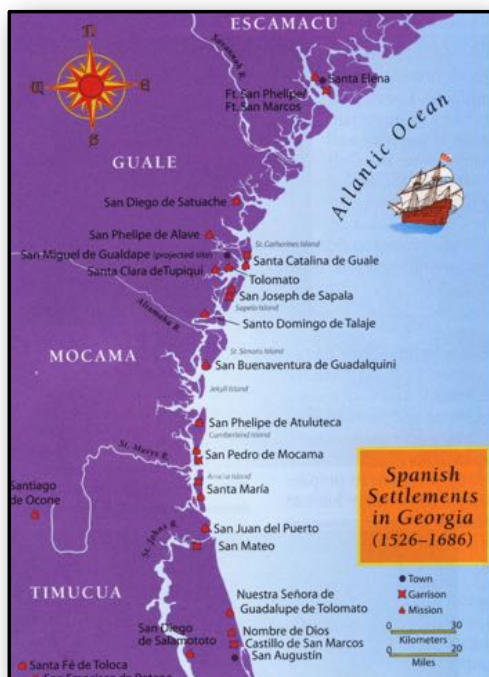 ESCAMACU
Savannah R.
Santa Elena
Ft. San Phelipe/
Ft. San Marcos
N
W
E
S
Atlantic Ocean
GUALE
San Diego de Satuache
San Phelipe de Alave
St. Catherines Island
San Miguel de Gualdape (projected site)
Santa Catalina de Guale
Santa Clara deTupiqui
Tolomato
San Joseph de Sapala
Sapelo Island
Altamaha R.
Santo Domingo de Talaje
MOCAMA
St. Simons Island
San Buenaventura de Guadalquini
Jekyll Island
San Phelipe de Atuluteca
Cumberland Island
St. Marys R.
San Pedro de Mocama
Santiago
de Ocone
Amelia Island
Santa María
Spanish
Settlements
in Georgia
(1526–1686)
St. Johns R.
San Juan del Puerto
San Mateo
TIMUCUA
Town
Garrison
Mission
Nuestra Señora de
Guadalupe de Tolomato
San Diego
de Salamototo
Nombre de Dios
Castillo de San Marcos
San Augustín
0 30
Kilometers
0 20
Miles
Santa Fé de Toloca